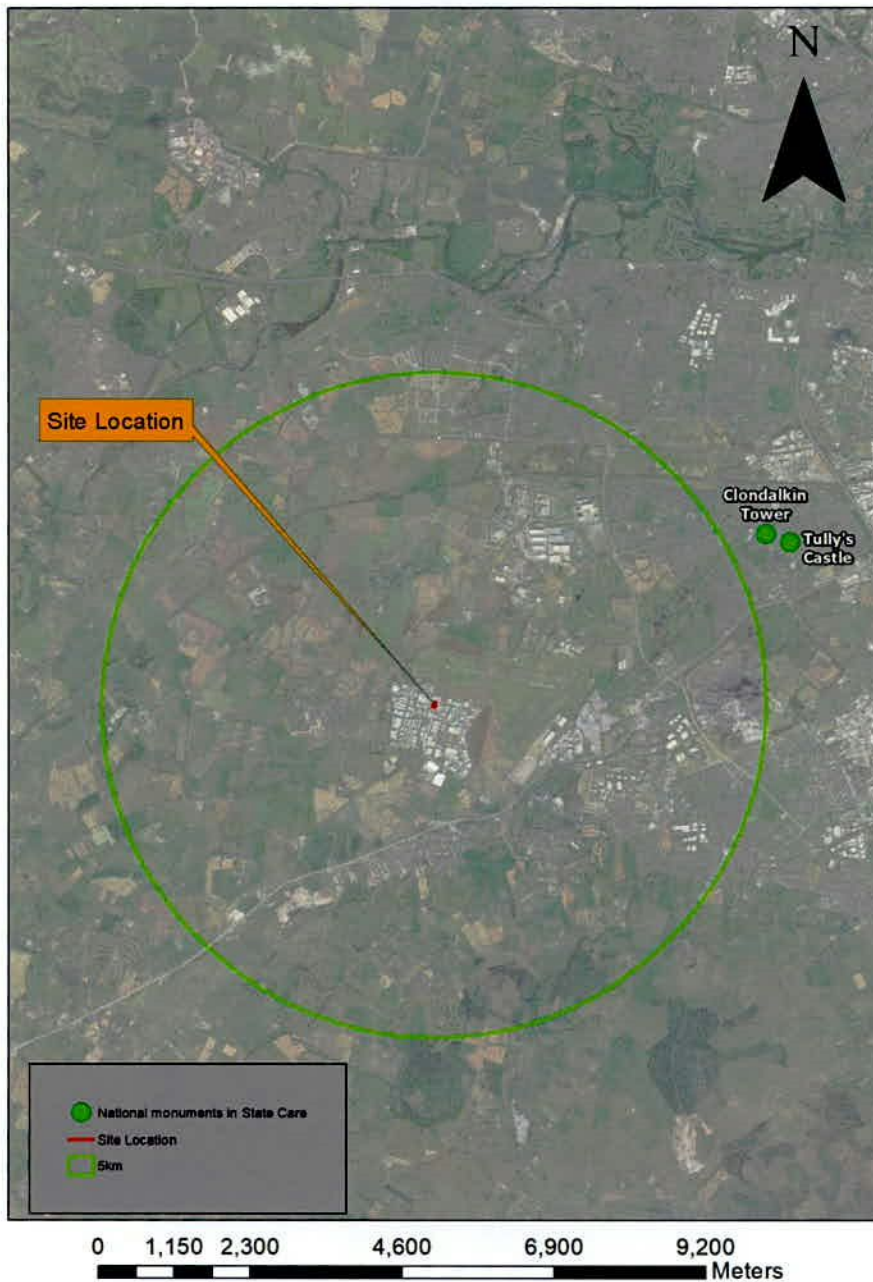 N
Site Location
Clondalkin
Tower
Tully's
Castle
National monuments in State Care
Site Location
5km
0 1,150 2,300 4,600 6,900 9,200
Meters